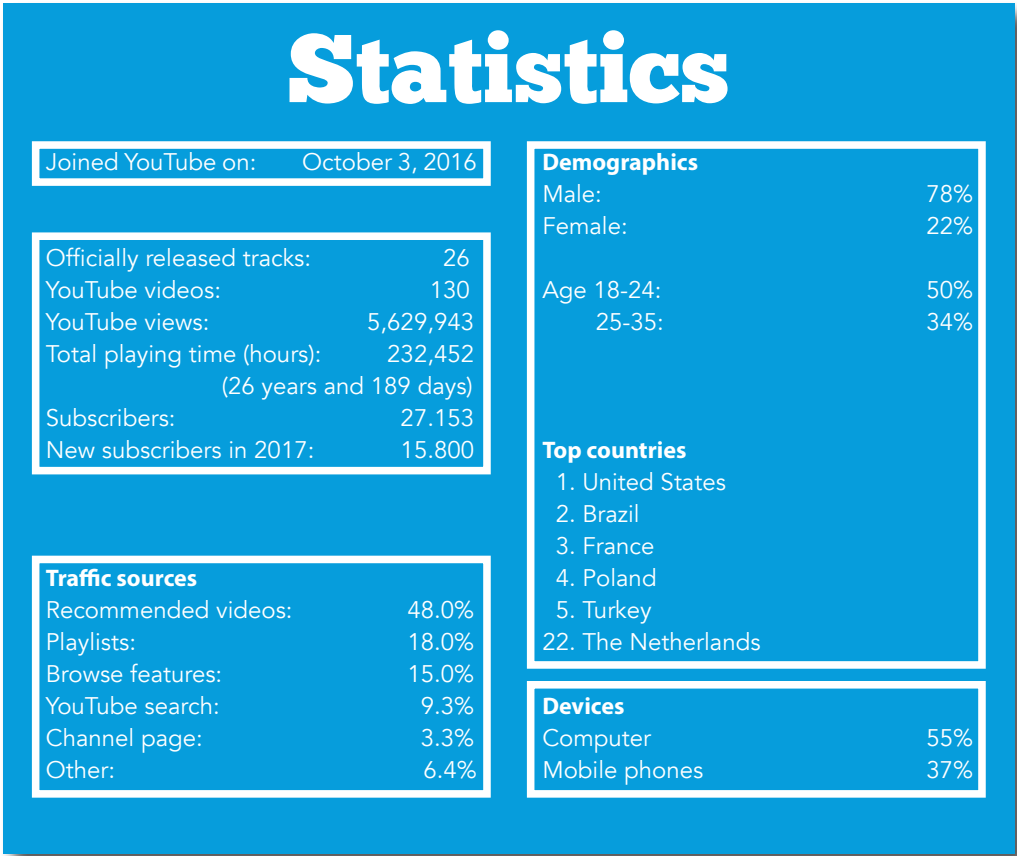 Statistics
Joined YouTube on: October 3, 2016
Officially released tracks: 26
YouTube videos: 130
YouTube views: 5,629,943
Total playing time (hours): 232,452
(26 years and 189 days)
Subscribers: 27.153
New subscribers in 2017: 15.800
Traffic sources
Recommended videos: 48.0%
Playlists: 18.0%
Browse features: 15.0%
YouTube search: 9.3%
Channel page: 3.3%
Other: 6.4%
Demographics
Male: 78%
Female: 22%
Age 18-24: 50%
25-35: 34%
Top countries
1. United States
2. Brazil
3. France
4. Poland
5. Turkey
22. The Netherlands
Devices
Computer 55%
Mobile phones 37%